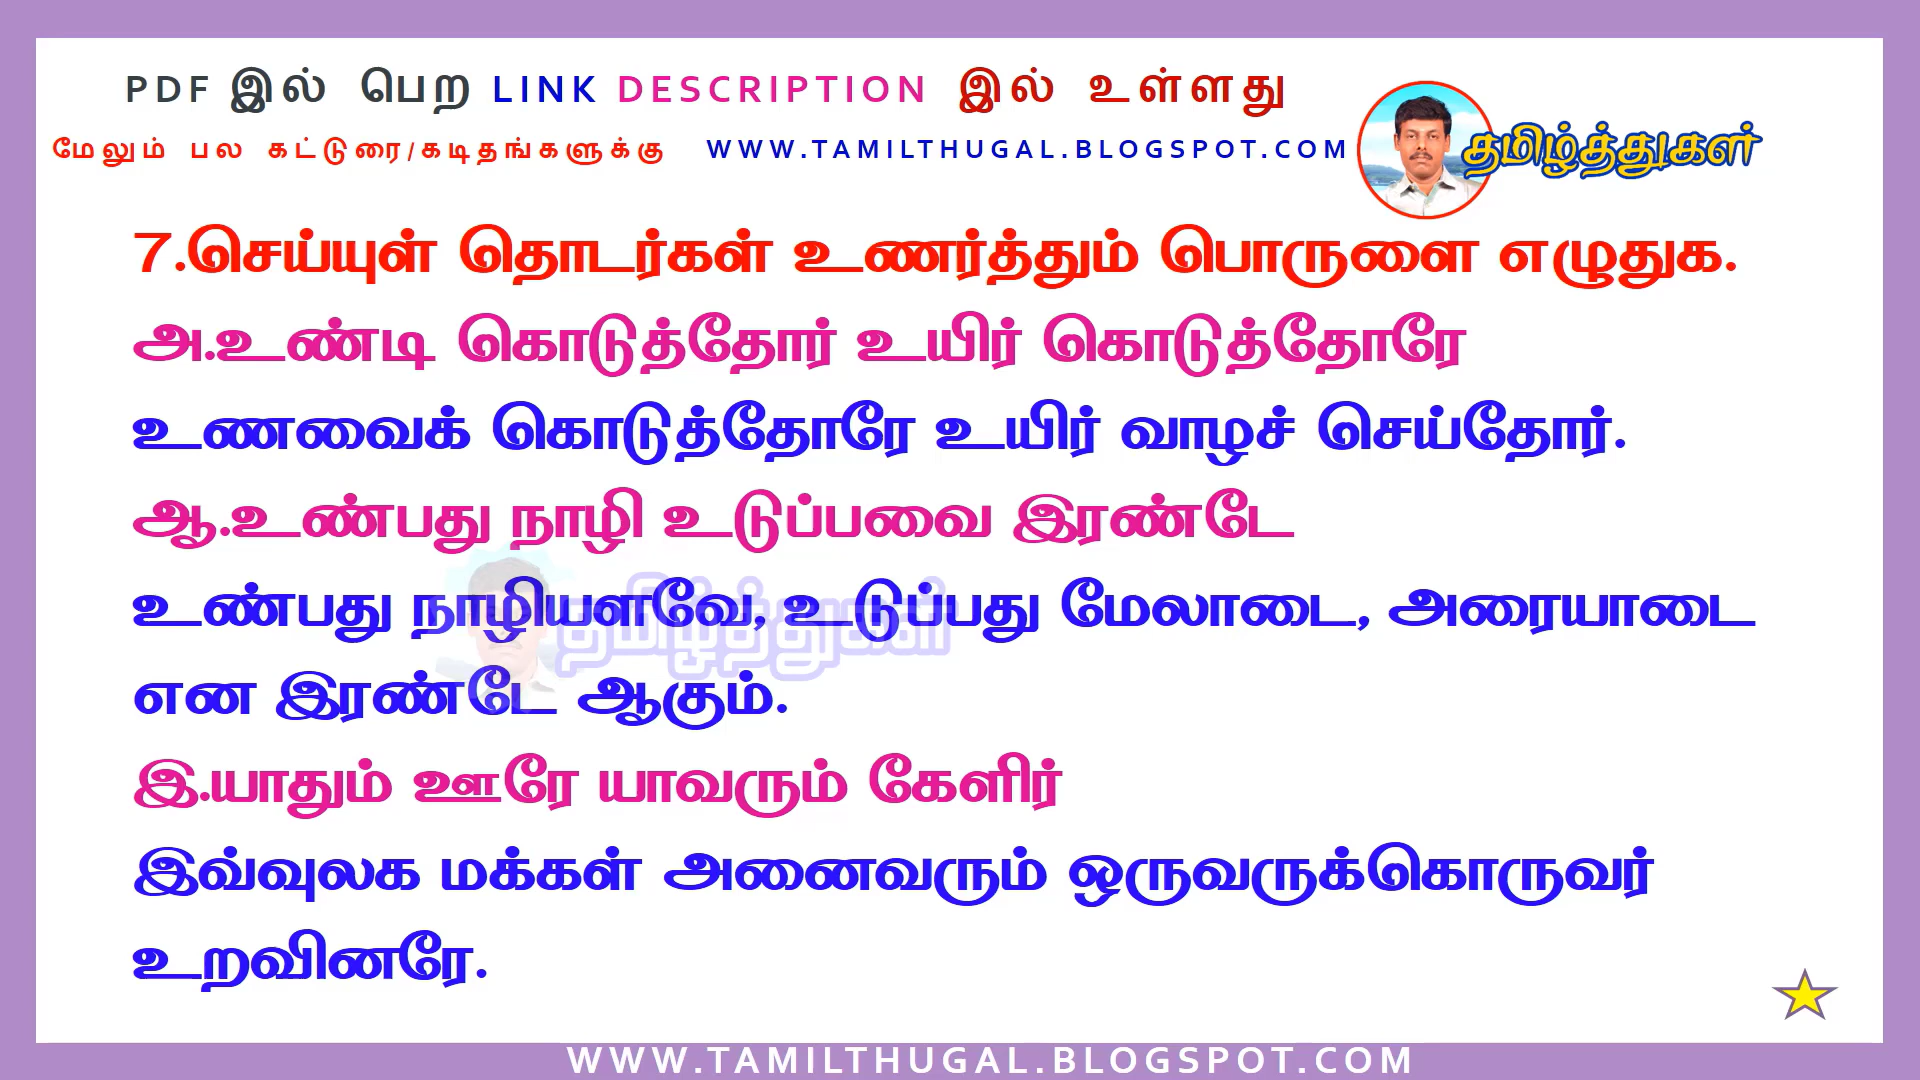 PDF இல் பெற LINK DESCRIPTION இல் உள்ளது
மேலும் பல கட்டுரை/கடிதங்களுக்கு WWW.TAMILTHUGAL.BLOGSPOT.COM
தமிழ்த்துகள்
7.செய்யுள் தொடர்கள் உணர்த்தும் பொருளை எழுதுக.
அ.உண்டி கொடுத்தோர் உயிர் கொடுத்தோரே
உணவைக் கொடுத்தோரே உயிர் வாழச் செய்தோர்.
ஆ.உண்பது நாழி உடுப்பவை இரண்டே
உண்பது நாழியளவே, உடுப்பது மேலாடை, அரையாடை
தமிழ்த்துகள்
என இரண்டே ஆகும்.
இ.யாதும் ஊரே யாவரும் கேளிர்
இவ்வுலக மக்கள் அனைவரும் ஒருவருக்கொருவர்
உறவினரே.
WWW.TAMILTHUGAL.BLOGSPOT.COM